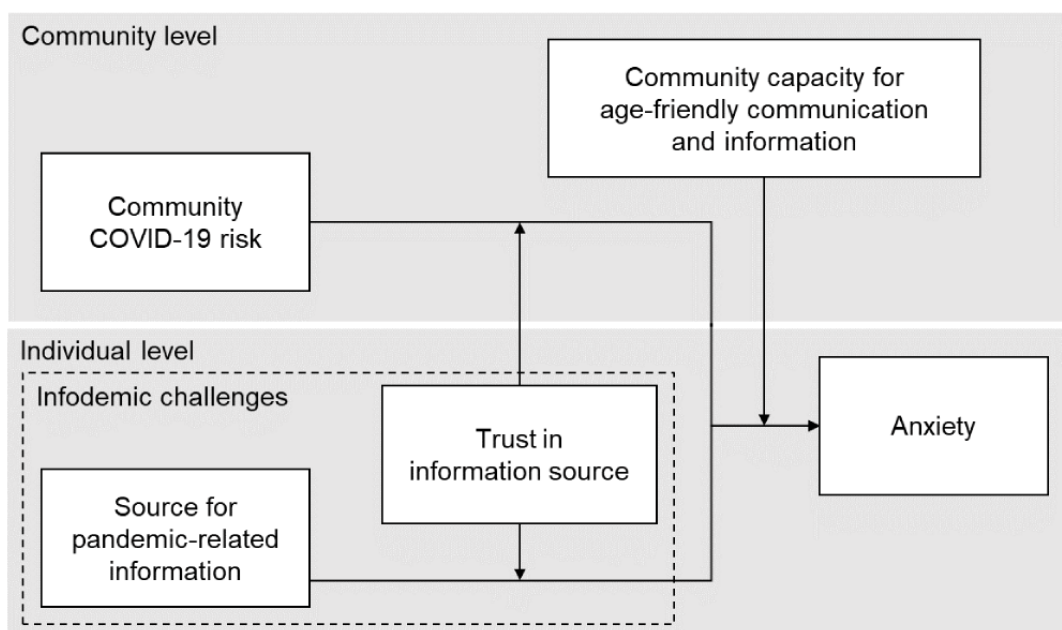 Community level
Community capacity for
age-friendly communication
and information
Community
COVID-19 risk
Individual level
Infodemic challenges
Trust in
information source
Source for
pandemic-related
information
Anxiety